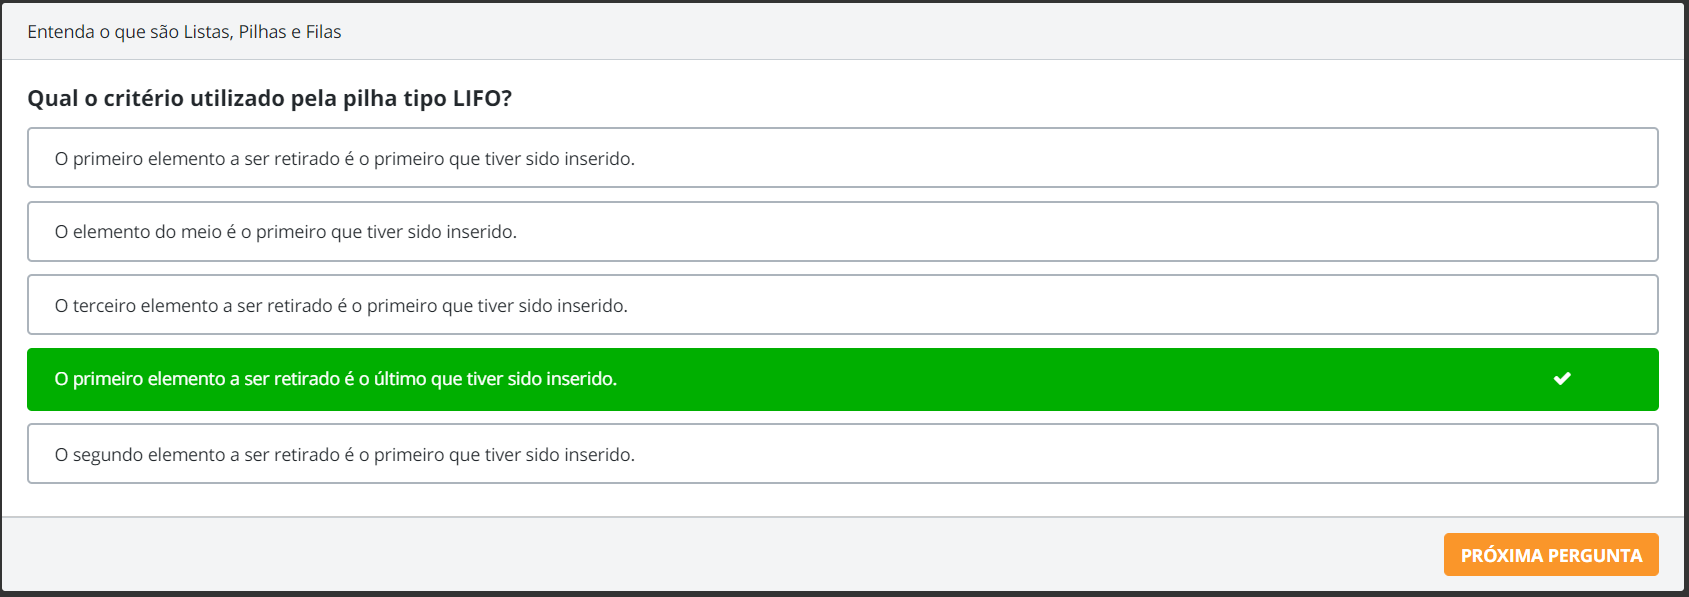 Entenda o que são Listas, Pilhas e Filas
Qual o critério utilizado pela pilha tipo LIFO?
O primeiro elemento a ser retirado é o primeiro que tiver sido inserido.
O elemento do meio é o primeiro que tiver sido inserido.
O terceiro elemento a ser retirado é o primeiro que tiver sido inserido.
O primeiro elemento a ser retirado é o último que tiver sido inserido.
O segundo elemento a ser retirado é o primeiro que tiver sido inserido.
PRÓXIMA PERGUNTA